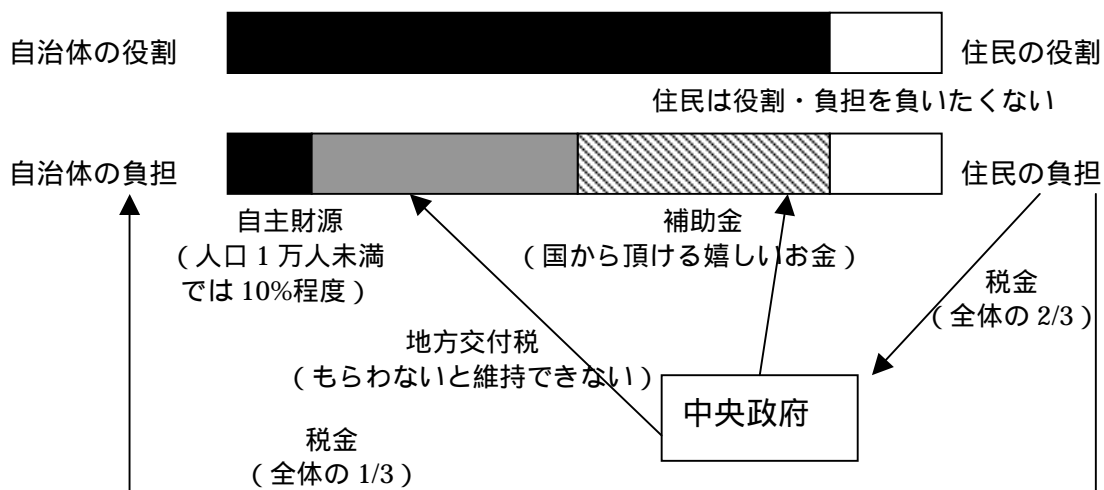 自治体の役割
住民の役割
住民は役割・負担を負いたくない
自治体の負担
住民の負担
自主財源
（人口 1 万人未満
では 10%程度）
補助金
（国から頂ける嬉しいお金）
税金
（全体の 2/3）
地方交付税
（もらわないと維持できない）
中央政府
税金
（全体の 1/3）